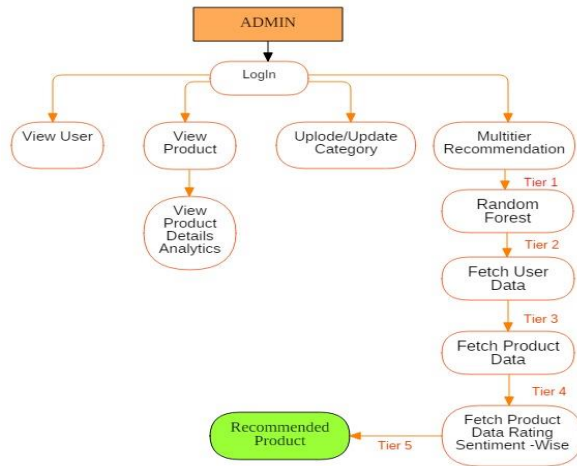 ADMIN
LogIn
View User
View
Product
Uplode/Update
Category
Multitier
Recommendation
Tier 1
View
Product
Details
Analytics
Random
Forest
Tier 2
Fetch User
Data
Tier 3
Fetch Product
Data
Tier 4
Fetch Product
Data Rating
Sentiment -Wise
Tier 5
Recommended
Product